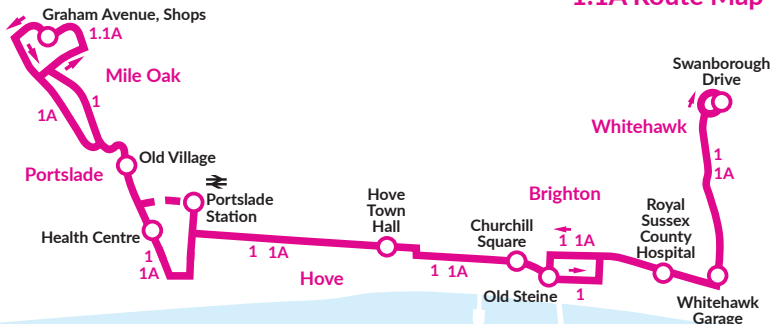 1.1A Route Map
Graham Avenue, Shops
1.1A
Mile Oak
1
1A
Old Village
Portslade
Portslade
Station
Health Centre
1
1A
1 1A
Hove
Hove
Town
Hall
1 1A
Churchill
Square
Old Steine
Brighton
1 1A
1
Royal
Sussex
County
Hospital
Whitehawk
Garage
1
1A
Whitehawk
Swanborough
Drive